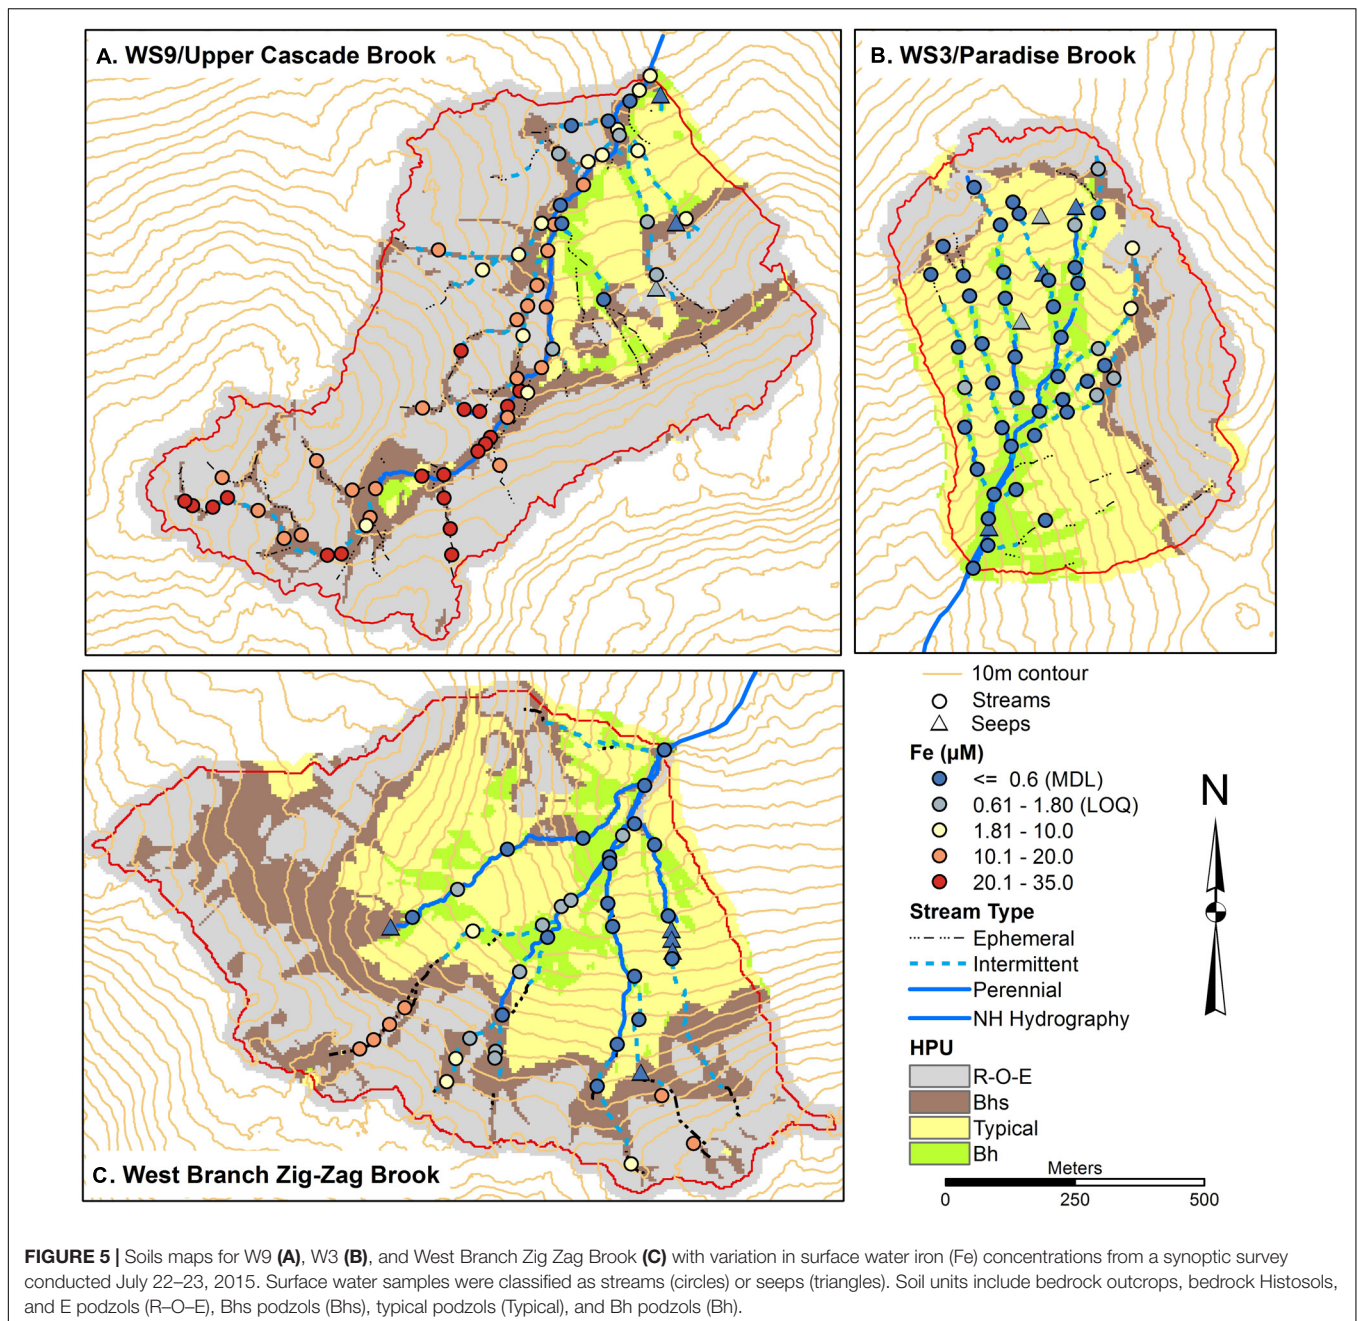 A. WS9/Upper Cascade Brook
B. WS3/Paradise Brook
10m contour
Streams
Seeps
Fe (µM)
<= 0.6 (MDL)
0.61 - 1.80 (LOQ)
1.81 - 10.0
10.1 - 20.0
20.1 - 35.0
Stream Type
Ephemeral
Intermittent
Perennial
NH Hydrography
HPU
R-O-E
Bhs
Typical
Bh
N
Meters
0 250 500
C. West Branch Zig-Zag Brook
FIGURE 5 | Soils maps for W9 (A), W3 (B), and West Branch Zig Zag Brook (C) with variation in surface water iron (Fe) concentrations from a synoptic survey
conducted July 22–23, 2015. Surface water samples were classified as streams (circles) or seeps (triangles). Soil units include bedrock outcrops, bedrock Histosols,
and E podzols (R–O–E), Bhs podzols (Bhs), typical podzols (Typical), and Bh podzols (Bh).